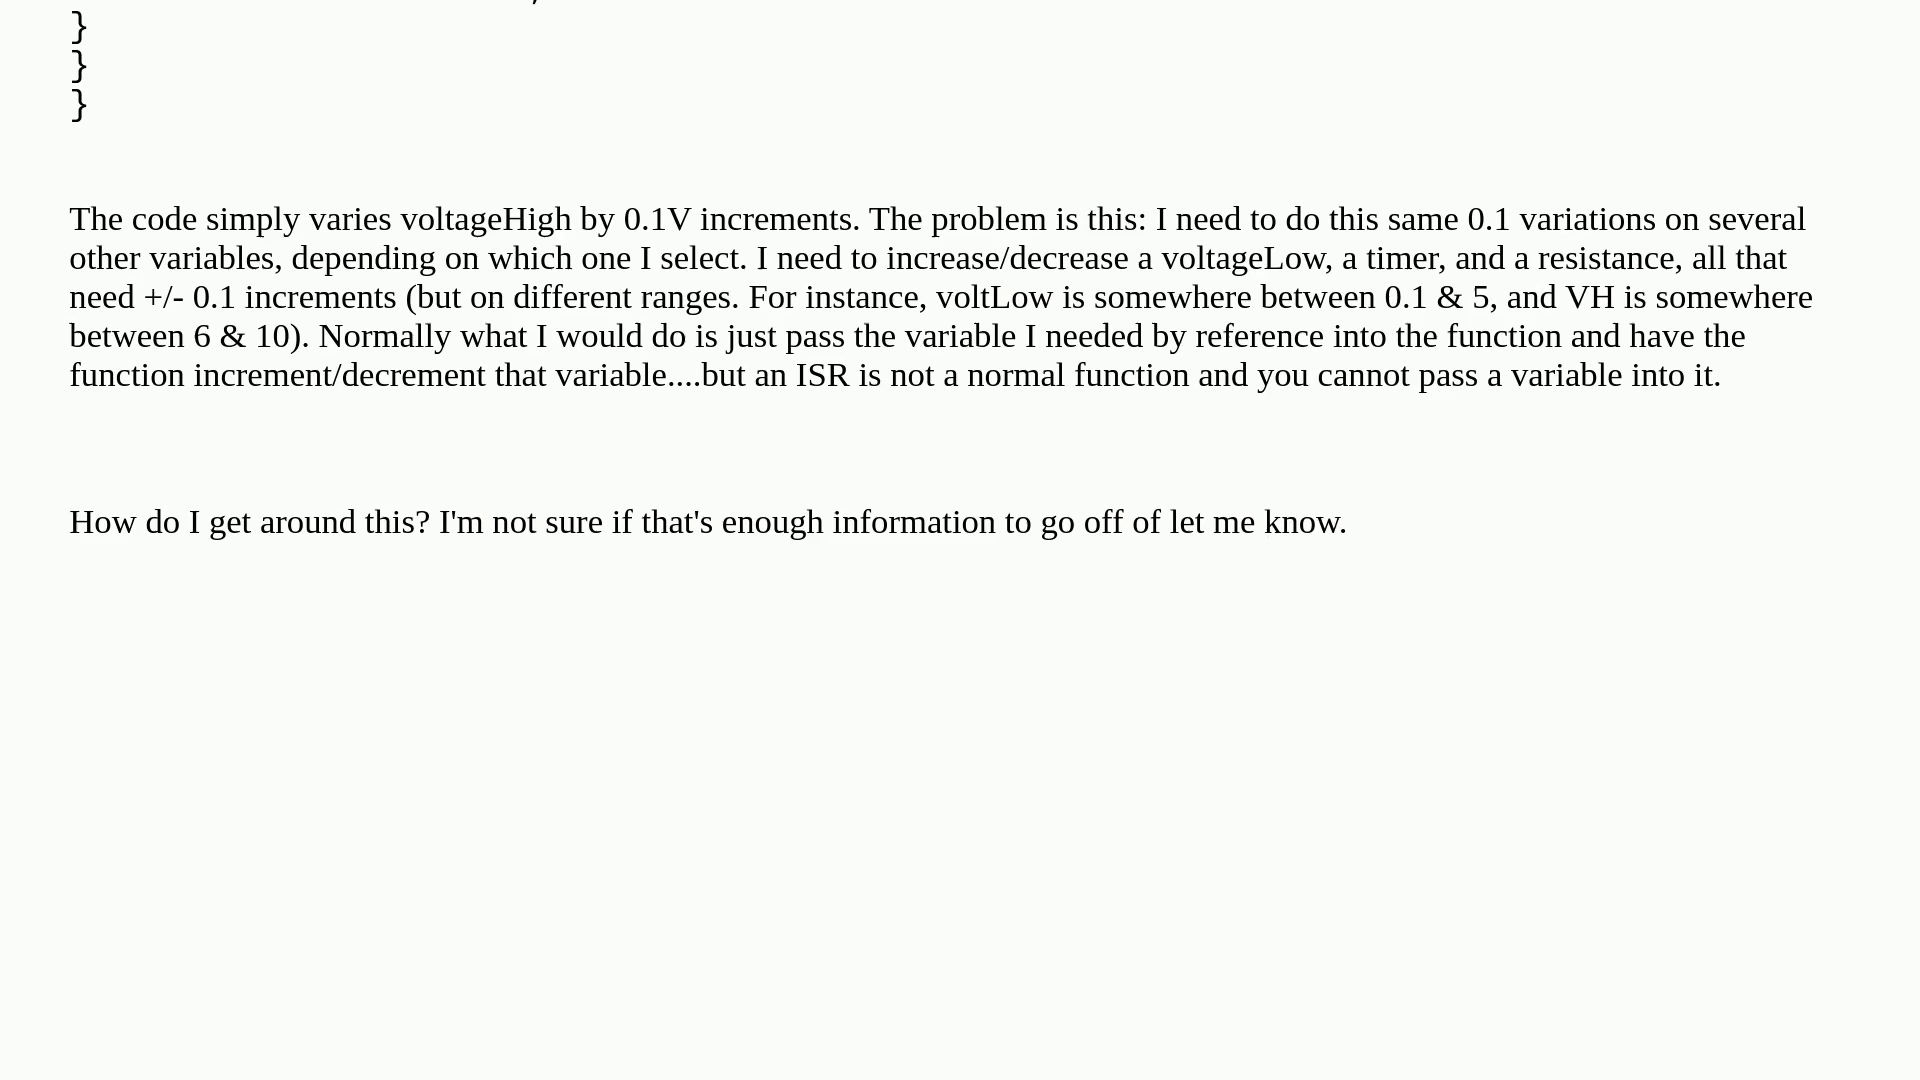 }
}
}
The code simply varies voltageHigh by 0.1V increments. The problem is this: I need to do this same 0.1 variations on several
other variables, depending on which one I select. I need to increase/decrease a voltageLow, a timer, and a resistance, all that
need +/- 0.1 increments (but on different ranges. For instance, voltLow is somewhere between 0.1 & 5, and VH is somewhere
between 6 & 10). Normally what I would do is just pass the variable I needed by reference into the function and have the
function increment/decrement that variable....but an ISR is not a normal function and you cannot pass a variable into it.
How do I get around this? I'm not sure if that's enough information to go off of let me know.